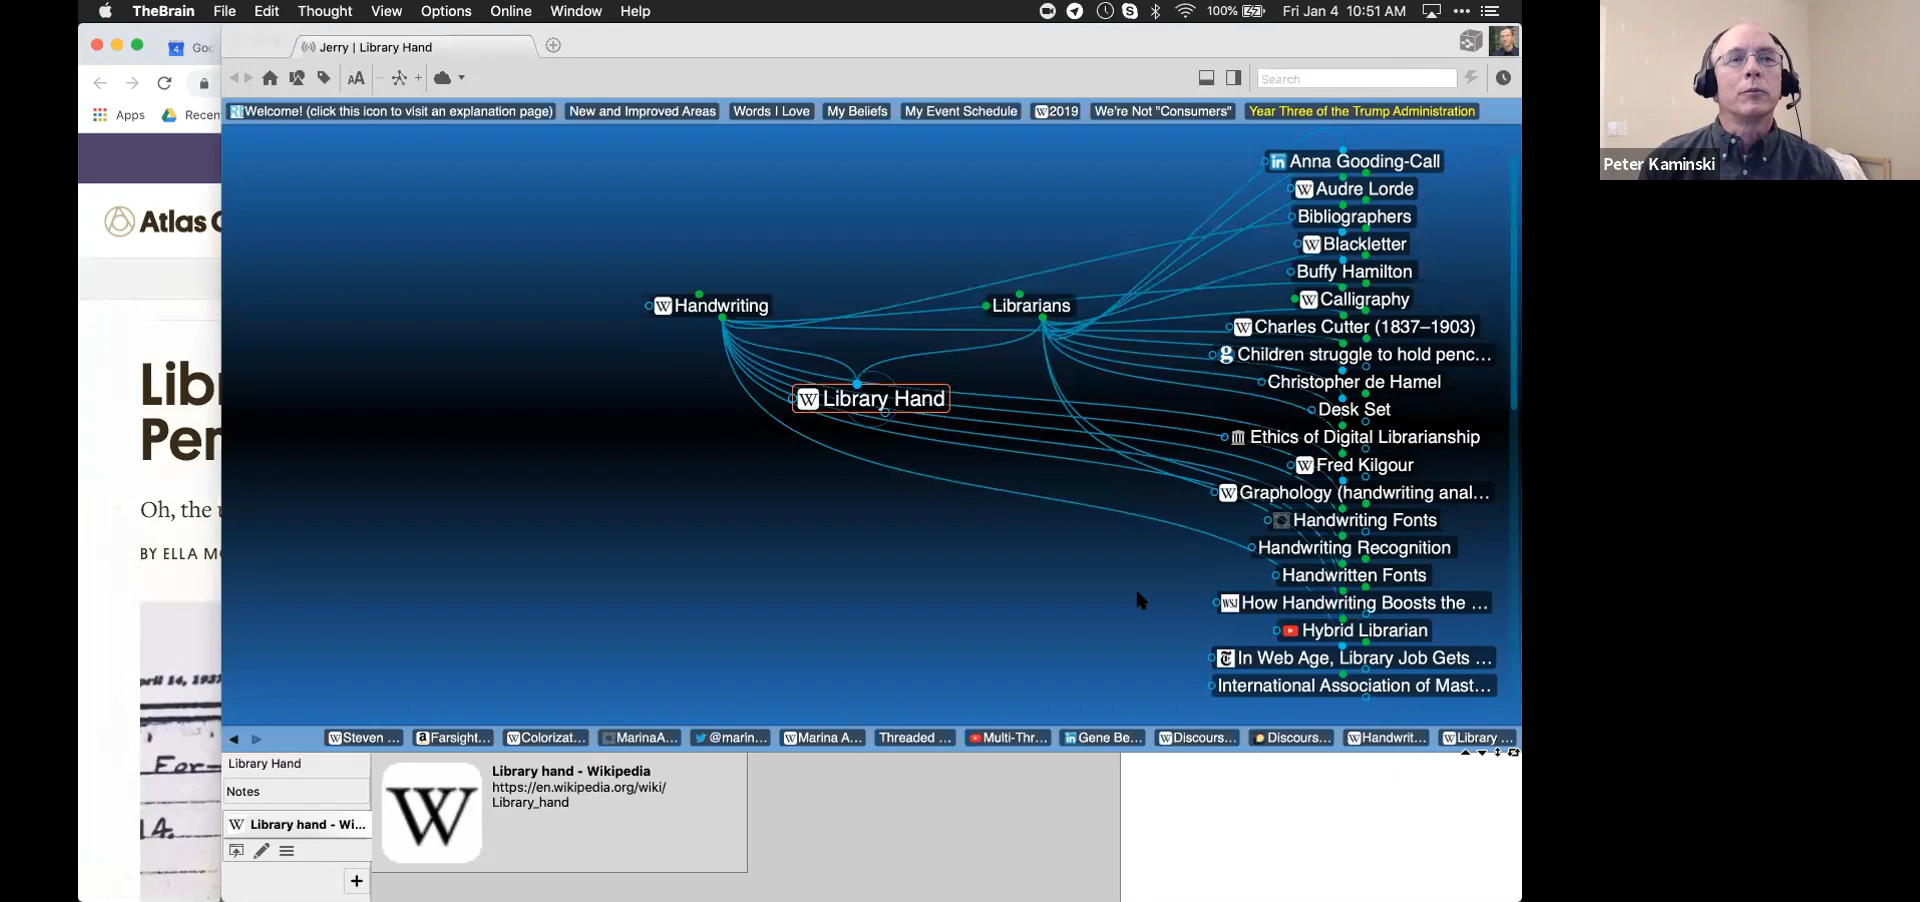 TheBrain File Edit Thought View Options Online Window Help 100% Fri Jan 4 10:51 AM
Jerry | Library Hand
AA
Search
Apps
Welcome! (click this icon to visit an explanation page) New and Improved Areas Words I Love My Beliefs My Event Schedule 2019 We're Not "Consumers" Year Three of the Trump Administration
Peter Kaminski
Anna Gooding-Call
Audre Lorde
Bibliographers
Blackletter
Buffy Hamilton
Calligraphy
Charles Cutter (1837–1903)
Children struggle to hold penc...
Christopher de Hamel
Desk Set
Ethics of Digital Librarianship
Fred Kilgour
Graphology (handwriting anal...
Handwriting Fonts
Handwriting Recognition
Handwritten Fonts
How Handwriting Boosts the ...
Hybrid Librarian
In Web Age, Library Job Gets ...
International Association of Mast...
Handwriting
Librarians
Library Hand
Atlas
Oh, the
BY ELLA
For-
Steven ... Farsight... Colorizat... MarinaA... @marin... Marina A... Threaded ... Multi-Thr... Gene Be... Discours... Discours... Handwrit... Library ...
Library Hand
Notes
Library hand - Wi...
Library hand - Wikipedia
https://en.wikipedia.org/wiki/
Library_hand